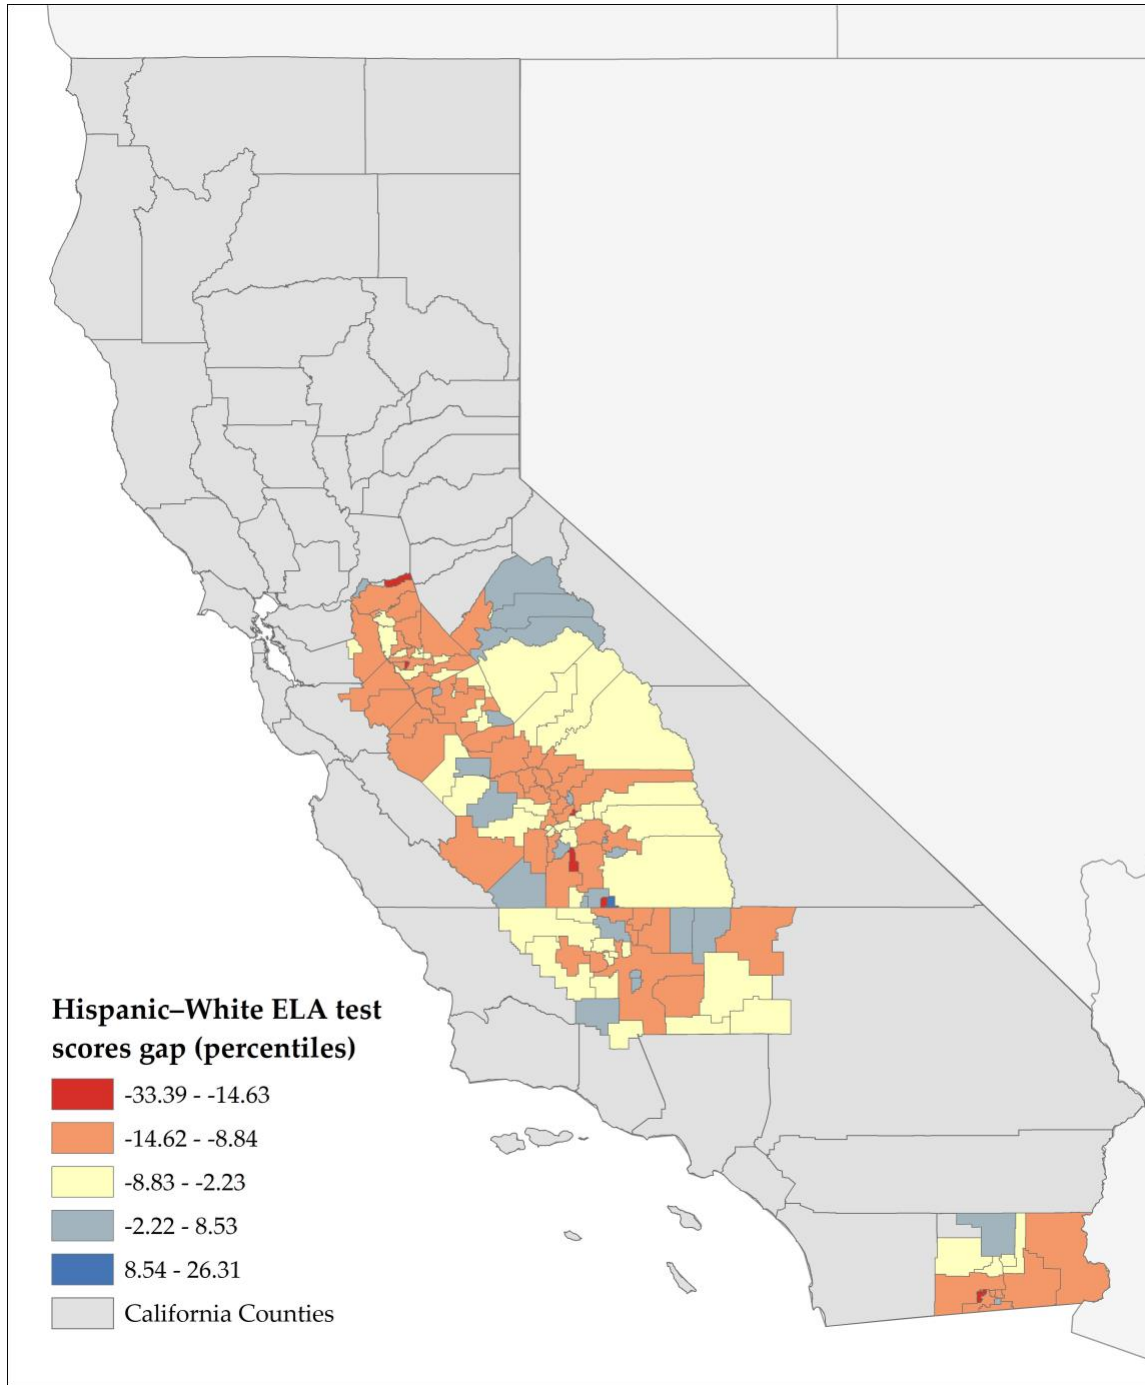 Hispanic–White ELA test
scores gap (percentiles)
-33.39 - -14.63
-14.62 - -8.84
-8.83 - -2.23
-2.22 - 8.53
8.54 - 26.31
California Counties